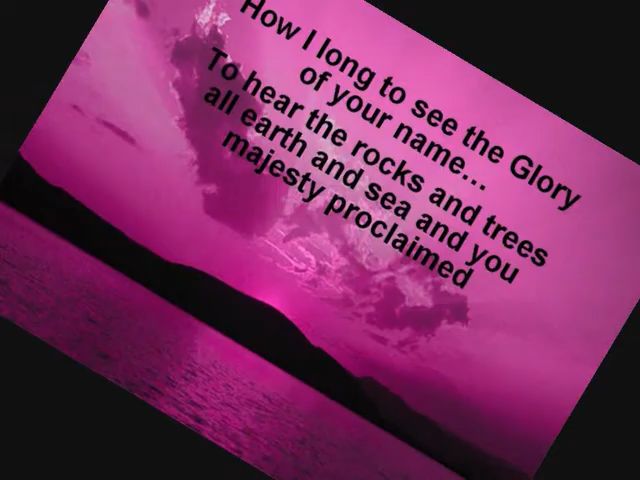 How I long to see the Glory
of your name...
To hear the rocks and trees
all earth and sea and you
majesty proclaimed